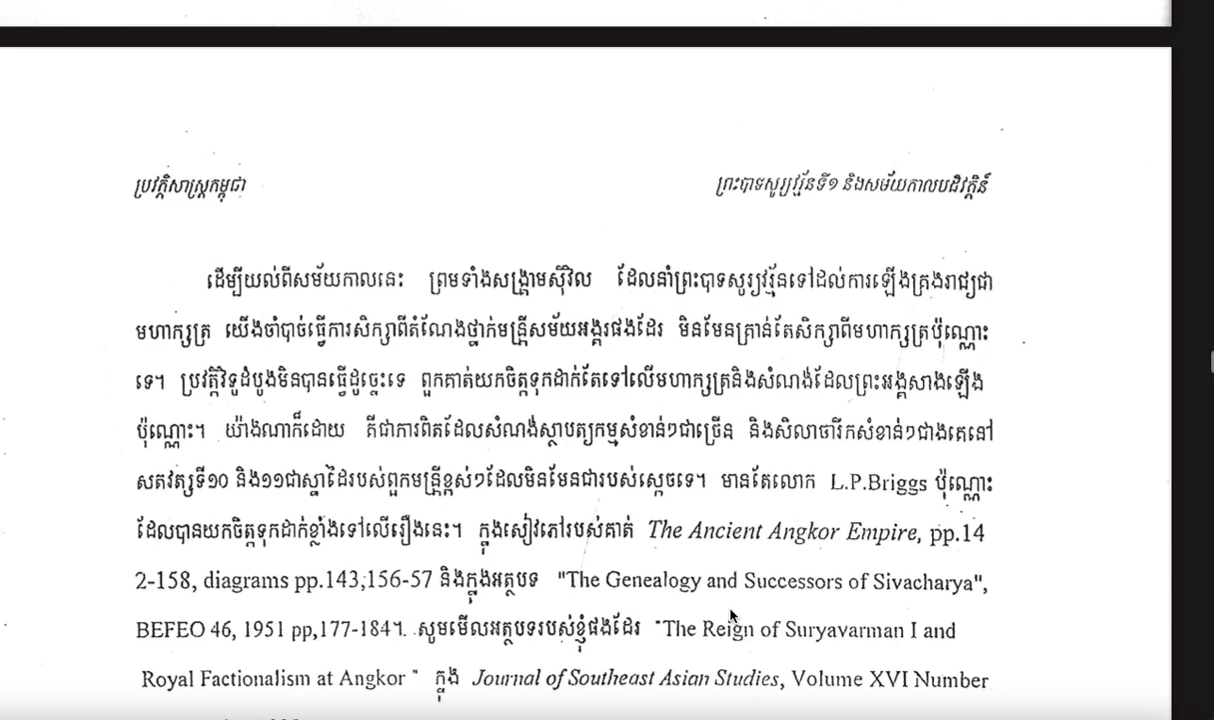 ប្រវត្តិសាស្ត្រកម្ពុជា
ព្រះបាទសូរ្យវរ្ម័នទី១ និងសម័យកាលបដិវត្តិន៍
ដើម្បីយល់ពីសម័យកាលនេះ ព្រមទាំងសង្គ្រាមស៊ីវិល ដែលនាំព្រះបាទសូរ្យវរ្ម័នទៅដល់ការឡើងគ្រងរាជ្យជា
មហាក្សត្រ យើងចាំបាច់ធ្វើការសិក្សាពីតំណែងថ្នាក់មន្ត្រីសម័យអង្គរផងដែរ មិនមែនគ្រាន់តែសិក្សាពីមហាក្សត្រប៉ុណ្ណោះ
ទេ។ ប្រវត្តិវិទូដំបូងមិនបានធ្វើដូច្នេះទេ ពួកគាត់យកចិត្តទុកដាក់តែទៅលើមហាក្សត្រនិងសំណង់ដែលព្រះអង្គសាងឡើង
ប៉ុណ្ណោះ។ យ៉ាងណាក៏ដោយ គឺជាការពិតដែលសំណង់ស្ថាបត្យកម្មសំខាន់ៗជាច្រើន និងសិលាចារឹកសំខាន់ៗជាងគេនៅ
សតវត្សទី១០ និង១១ជាស្នាដៃរបស់ពួកមន្ត្រីខ្ពស់ៗដែលមិនមែនជារបស់ស្តេចទេ។ មានតែលោក L.P.Briggs ប៉ុណ្ណោះ
ដែលបានយកចិត្តទុកដាក់ខ្លាំងទៅលើរឿងនេះ។ ក្នុងសៀវភៅរបស់គាត់ The Ancient Angkor Empire, pp.14
2-158, diagrams pp.143;156-57 និងក្នុងអត្ថបទ "The Genealogy and Successors of Sivacharya",
BEFEO 46, 1951 pp,177-184។. សូមមើលអត្ថបទរបស់ខ្ញុំផងដែរ "The Reign of Suryavarman I and
Royal Factionalism at Angkor " ក្នុង Journal of Southeast Asian Studies, Volume XVI Number